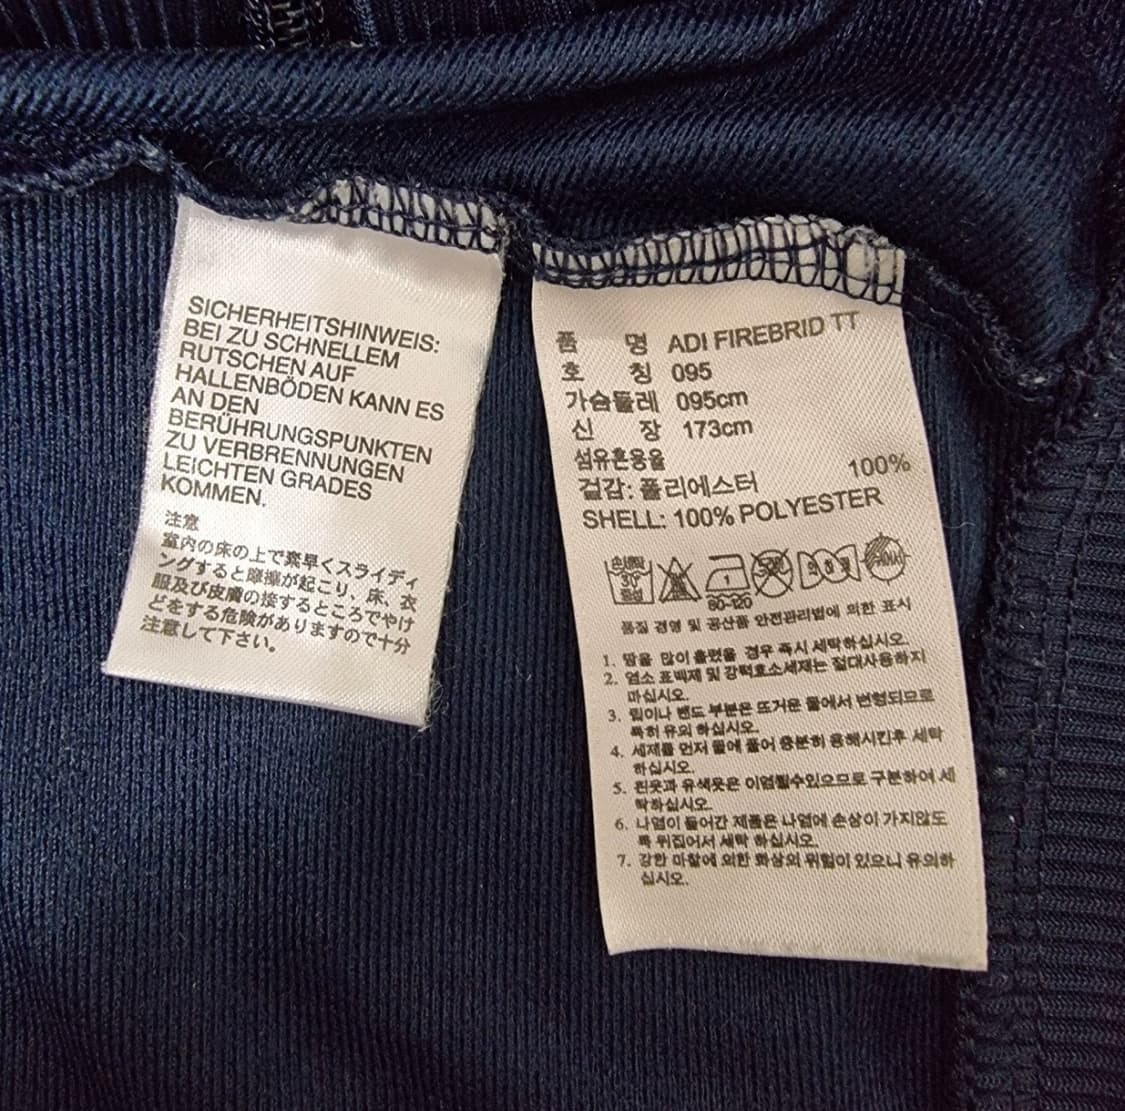 SICHERHEITSHINWEIS:
BEI ZU SCHNELLEM
RUTSCHEN AUF
HALLENBÖDEN KANN ES
AN DEN
BERÜHRUNGSPUNKTEN
ZU VERBRENNUNGEN
LEICHTEN GRADES
KOMMEN.
注意
室内の床の上で素早くスライディ
ングすると摩擦が起こり、床、衣
服及び皮膚の接するところでやけ
どをする危険がありますので十分
注意して下さい。
품 명 ADI FIREBRID TT
호 칭 095
가슴둘레 095cm
신 장 173cm
섬유혼용율
겉감: 폴리에스터 100%
SHELL: 100% POLYESTER
손세탁
30°
중성
1
80-120
품질 경영 및 공산품 안전관리법에 의한 표시
1. 땀을 많이 흘렸을 경우 즉시 세탁하십시오.
2. 염소 표백제 및 강력효소세재는 절대사용하지
마십시오.
3. 립이나 밴드 부분은 뜨거운 물에서 변형되므로
특히 유의 하십시오.
4. 세제를 먼저 물에 풀어 충분히 용해시킨후 세탁
하십시오.
5. 흰옷과 유색옷은 이염될수있으므로 구분하여 세
탁하십시오.
6. 나염이 들어간 제품은 나염에 손상이 가지않도
록 뒤집어서 세탁 하십시오.
7. 강한 마찰에 의한 화상의 위험이 있으니 유의하
십시오.